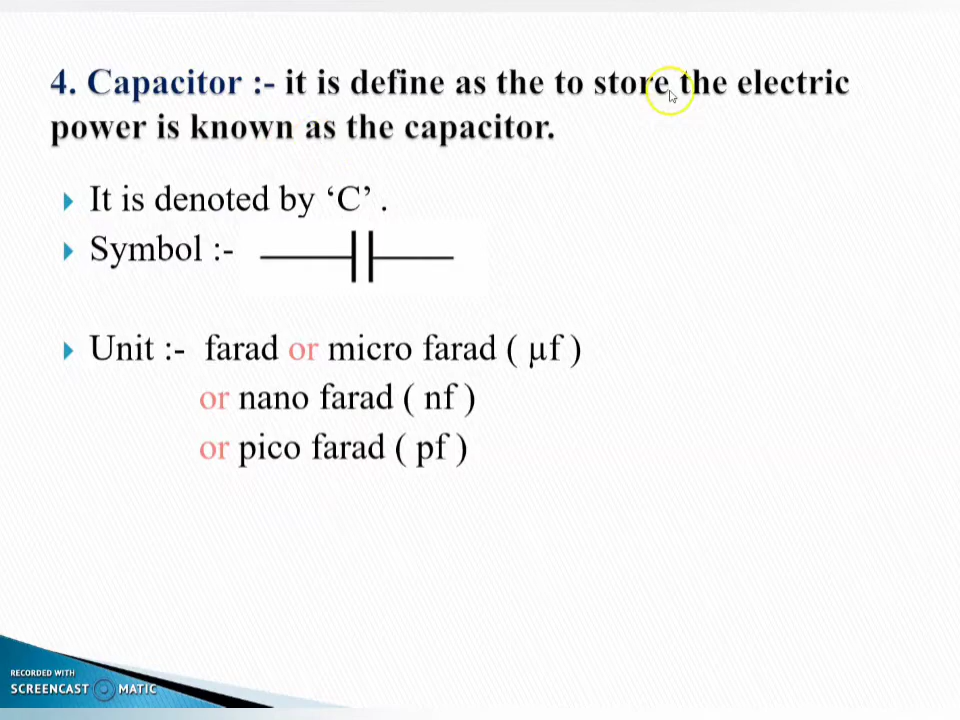 4. Capacitor :- it is define as the to store the electric
power is known as the capacitor.
It is denoted by ‘C’ .
Symbol :-
Unit :- farad or micro farad ( µf )
or nano farad ( nf )
or pico farad ( pf )
RECORDED WITH
SCREENCAST MATIC